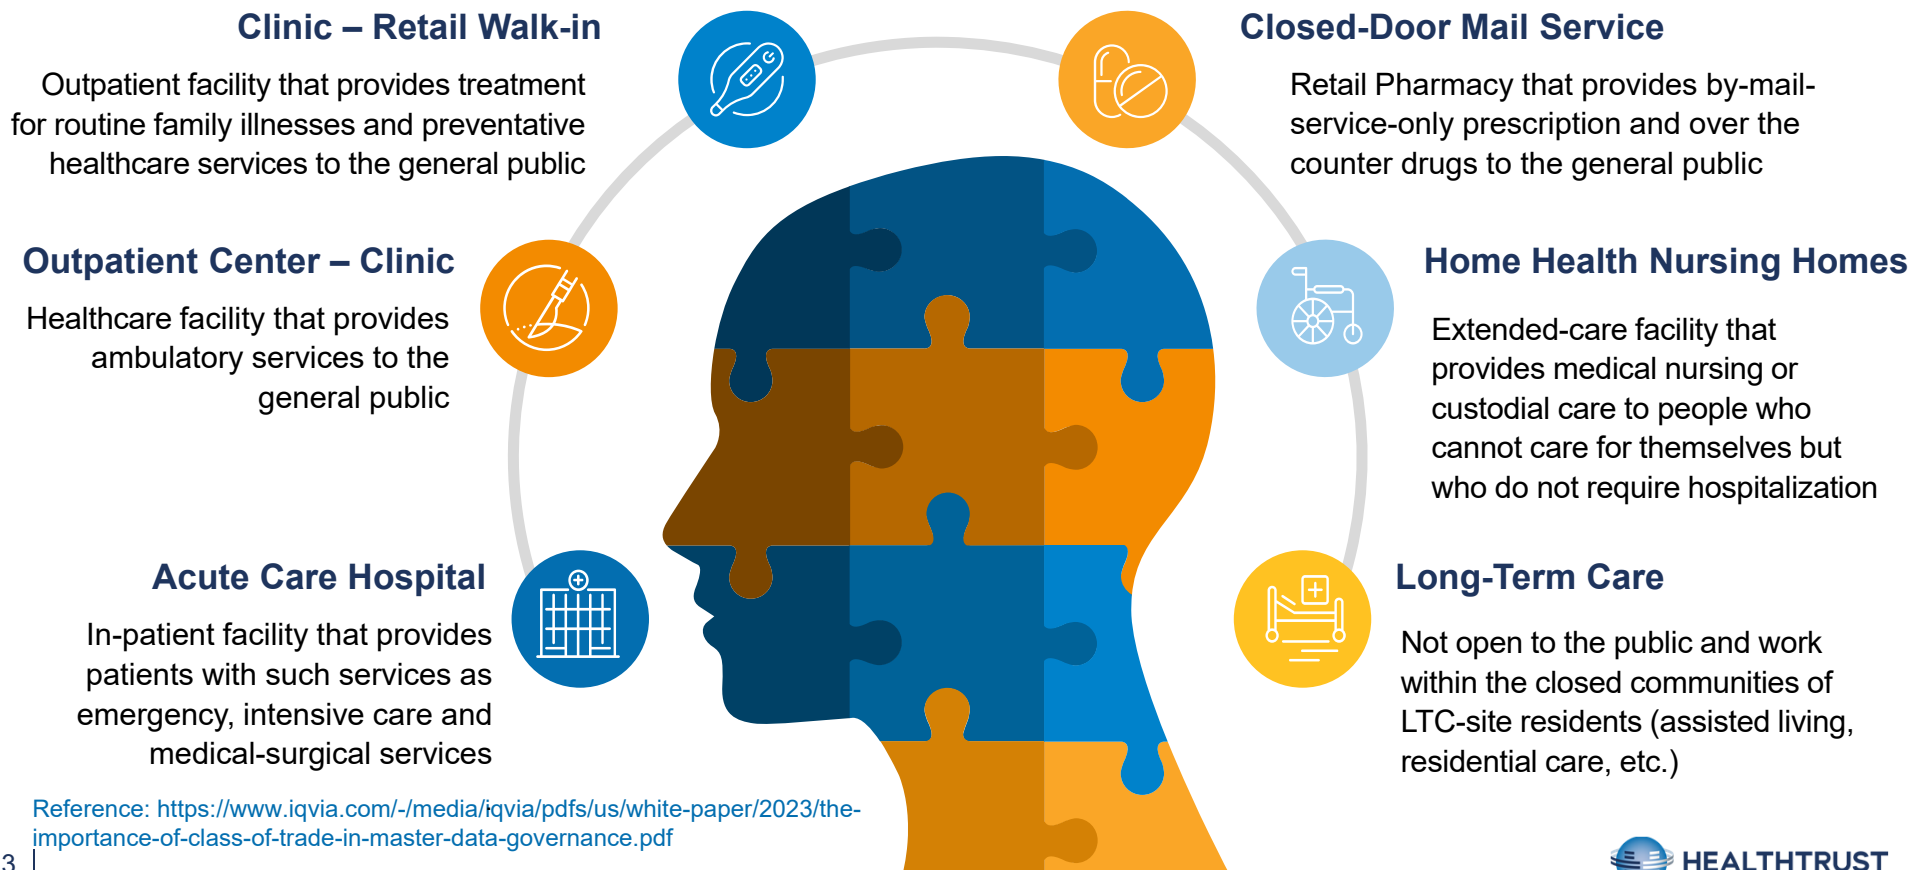 Clinic – Retail Walk-in
Outpatient facility that provides treatment
for routine family illnesses and preventative
healthcare services to the general public
Outpatient Center – Clinic
Healthcare facility that provides
ambulatory services to the
general public
Acute Care Hospital
In-patient facility that provides
patients with such services as
emergency, intensive care and
medical-surgical services
Closed-Door Mail Service
Retail Pharmacy that provides by-mail-
service-only prescription and over the
counter drugs to the general public
Home Health Nursing Homes
Extended-care facility that
provides medical nursing or
custodial care to people who
cannot care for themselves but
who do not require hospitalization
Long-Term Care
Not open to the public and work
within the closed communities of
LTC-site residents (assisted living,
residential care, etc.)
Reference: https://www.iqvia.com/-/media/iqvia/pdfs/us/white-paper/2023/the-
importance-of-class-of-trade-in-master-data-governance.pdf
3
HEALTHTRUST